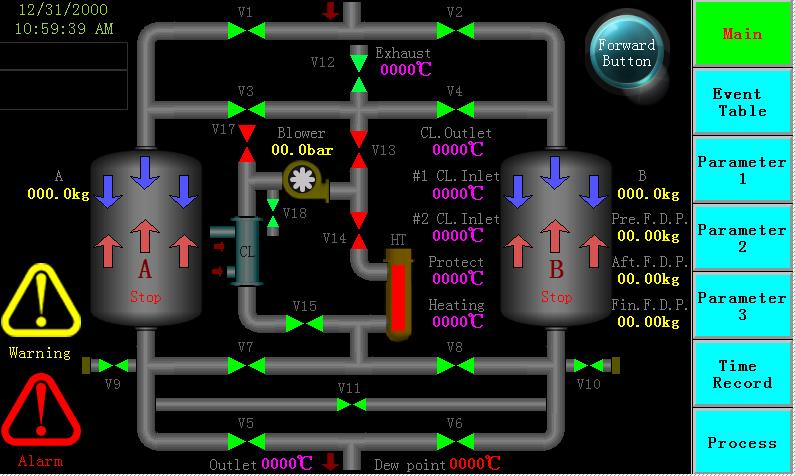 12/31/2000
10:59:39 AM
V1
V2
Forward
Button
Main
V12
Exhaust
0000℃
Event
Table
V3
V4
V17
Blower
00.0bar
V13
CL.Outlet
0000℃
Parameter
1
A
000.0kg
#1 CL.Inlet
0000℃
B
000.0kg
V18
#2 CL.Inlet
0000℃
Pre.F.D.P.
00.00kg
Parameter
2
V14
HT
CL
A
Stop
Protect
0000℃
B
Stop
Aft.F.D.P.
00.00kg
Heating
0000℃
Fin.F.D.P.
00.00kg
Parameter
3
V15
Warning
V7
V8
V9
V11
V10
Time
Record
V5
V6
Alarm
Outlet 0000℃
Dew point 0000℃
Process